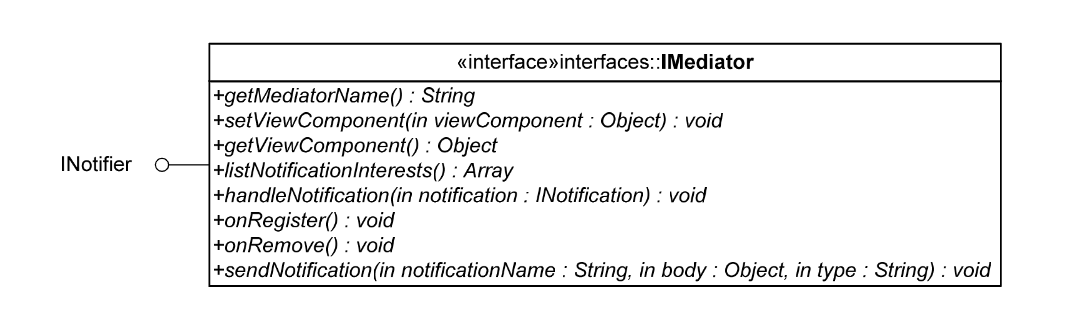 «interface»interfaces::IMediator
+getMediatorName() : String
+setViewComponent(in viewComponent : Object) : void
+getViewComponent() : Object
INotifier
+listNotificationInterests() : Array
+handleNotification(in notification : INotification) : void
+onRegister() : void
+onRemove() : void
+sendNotification(in notificationName : String, in body : Object, in type : String) : void